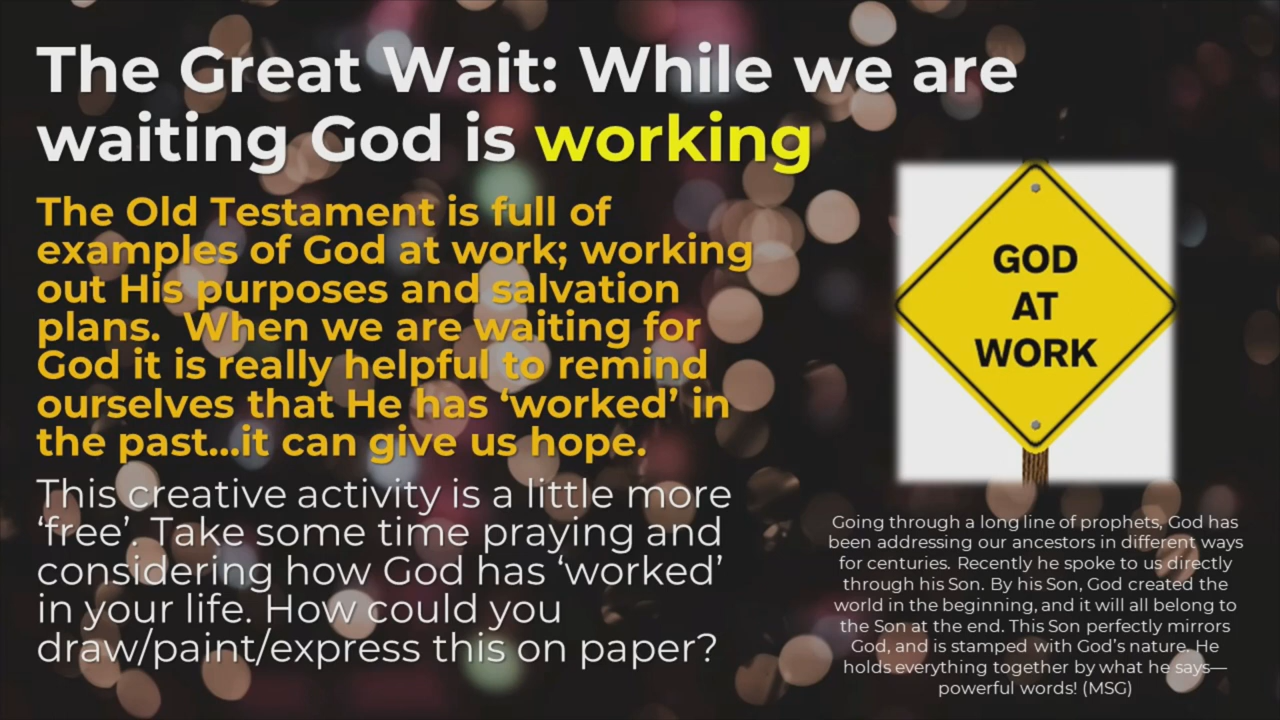 The Great Wait: While we are
waiting God is working
The Old Testament is full of
examples of God at work; working
out His purposes and salvation
plans.  When we are waiting for
God it is really helpful to remind
ourselves that He has ‘worked’ in
the past...it can give us hope.
This creative activity is a little more
‘free’. Take some time praying and
considering how God has ‘worked’
in your life. How could you
draw/paint/express this on paper?
GOD
AT
WORK
Going through a long line of prophets, God has
been addressing our ancestors in different ways
for centuries. Recently he spoke to us directly
through his Son. By his Son, God created the
world in the beginning, and it will all belong to
the Son at the end. This Son perfectly mirrors
God, and is stamped with God’s nature. He
holds everything together by what he says—
powerful words! (MSG)